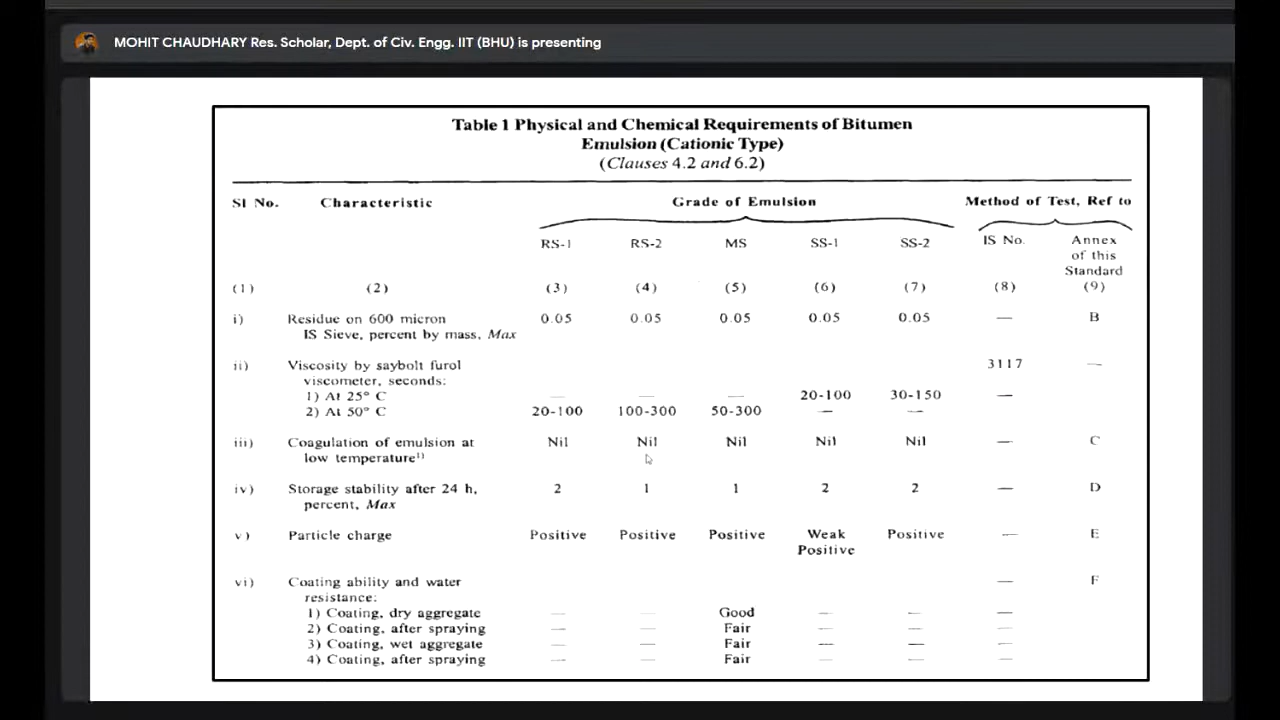 MOHIT CHAUDHARY Res. Scholar, Dept. of Civ. Engg. IIT (BHU) is presenting
Table 1 Physical and Chemical Requirements of Bitumen
Emulsion (Cationic Type)
(Clauses 4.2 and 6.2)
Sl No. Characteristic Grade of Emulsion Method of Test, Ref to
RS-1 RS-2 MS SS-1 SS-2 IS No. Annex
of this
Standard
(1) (2) (3) (4) (5) (6) (7) (8) (9)
i) Residue on 600 micron 0.05 0.05 0.05 0.05 0.05 — B
IS Sieve, percent by mass, Max
ii) Viscosity by saybolt furol 3117 —
viscometer, seconds:
1) At 25° C — — — 20-100 30-150 —
2) At 50° C 20-100 100-300 50-300 — —
iii) Coagulation of emulsion at Nil Nil Nil Nil Nil — C
low temperature¹⁾
iv) Storage stability after 24 h, 2 1 1 2 2 — D
percent, Max
v) Particle charge Positive Positive Positive Weak Positive — E
Positive
vi) Coating ability and water — F
resistance:
1) Coating, dry aggregate — — Good — — —
2) Coating, after spraying — — Fair — — —
3) Coating, wet aggregate — — Fair — — —
4) Coating, after spraying — — Fair — — —